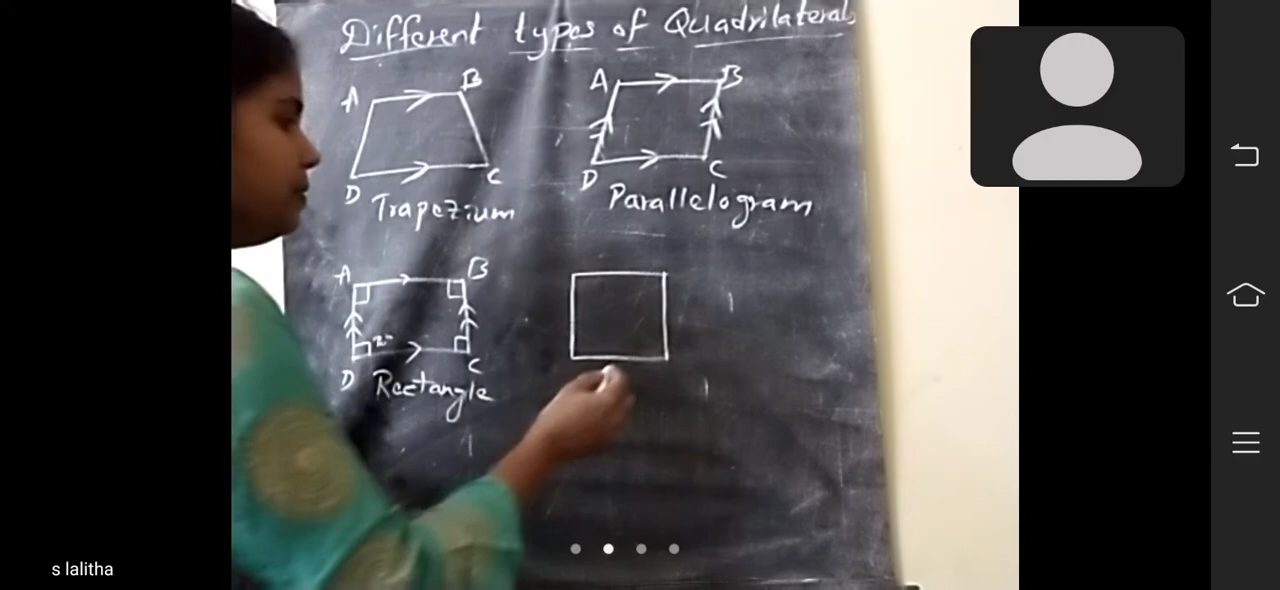 Different types of Quadrilaterals
A B
A B
D C
D C
Trapezium
Parallelogram
A B
D C
Rectangle
s lalitha